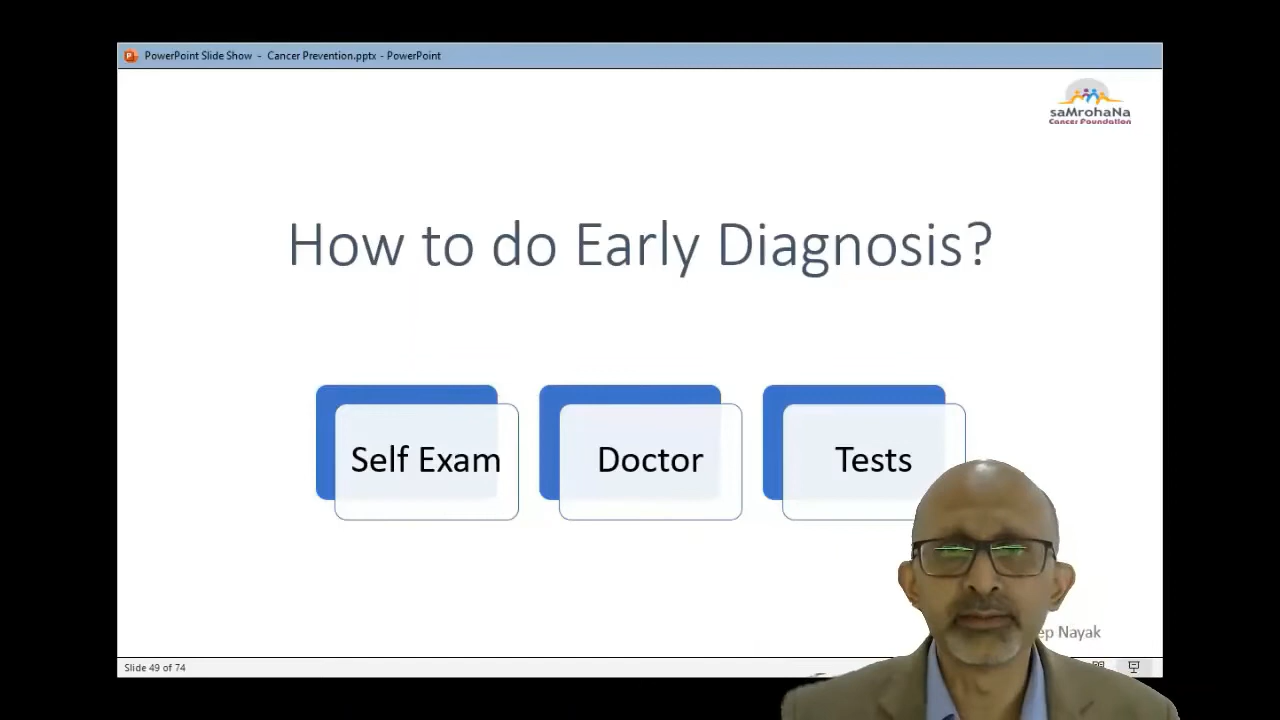 PowerPoint Slide Show - Cancer Prevention.pptx - PowerPoint
saMrohaNa
Cancer Foundation
How to do Early Diagnosis?
Self Exam
Doctor
Tests
Nayak
Slide 49 of 74